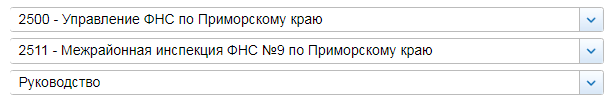 2500 - Управление ФНС по Приморскому краю
2511 - Межрайонная инспекция ФНС №9 по Приморскому краю
Руководство